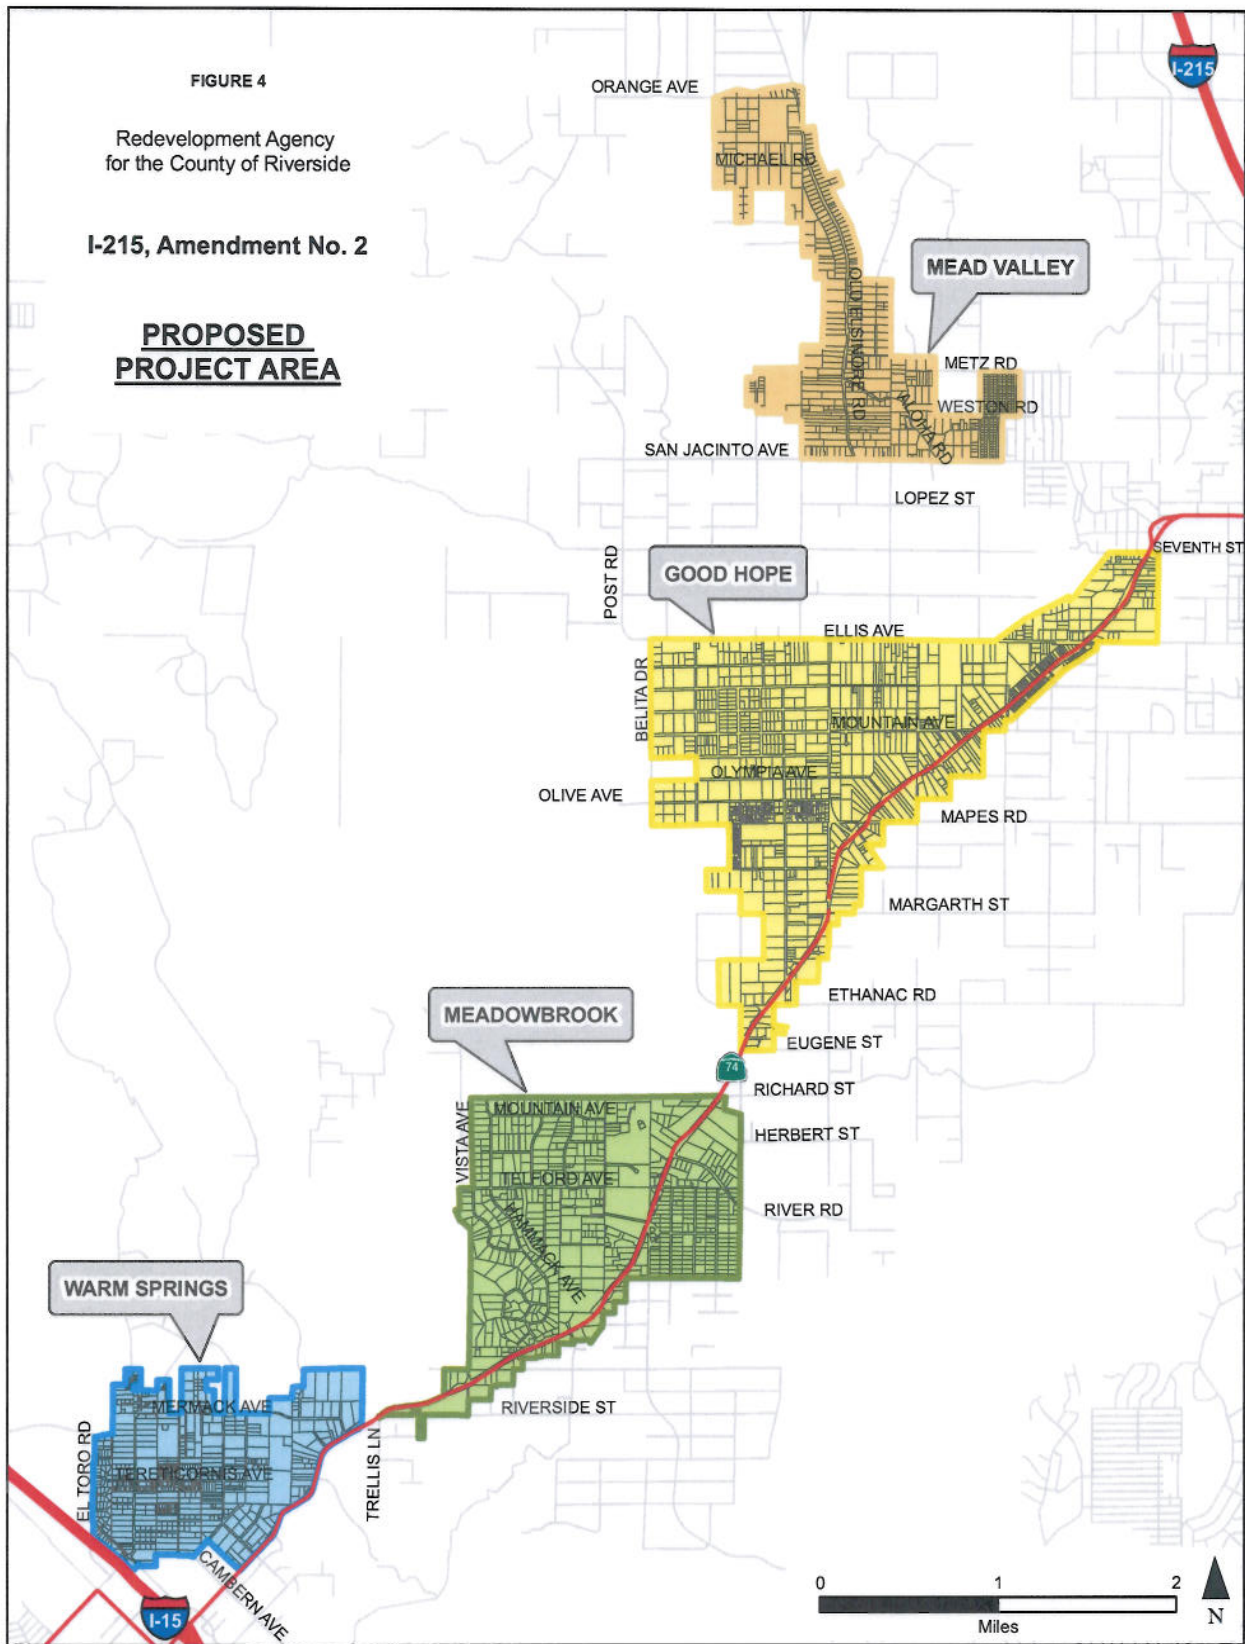 FIGURE 4
Redevelopment Agency
for the County of Riverside
I-215, Amendment No. 2
PROPOSED
PROJECT AREA
I-215
ORANGE AVE
MICHAEL RD
MEAD VALLEY
OLD ELSINORE RD
METZ RD
WESTON RD
ALOHA RD
SAN JACINTO AVE
LOPEZ ST
SEVENTH ST
POST RD
GOOD HOPE
ELLIS AVE
BELITA DR
MOUNTAIN AVE
OLYMPIA AVE
OLIVE AVE
MAPES RD
MARGARTH ST
ETHANAC RD
MEADOWBROOK
EUGENE ST
74
RICHARD ST
MOUNTAIN AVE
VISTA AVE
HERBERT ST
TELFORD AVE
RIVER RD
HAMMACK AVE
WARM SPRINGS
MERMACK AVE
RIVERSIDE ST
EL TORO RD
TRELLIS LN
TERETICORNIS AVE
CAMBERN AVE
I-15
0 1 2
Miles
N